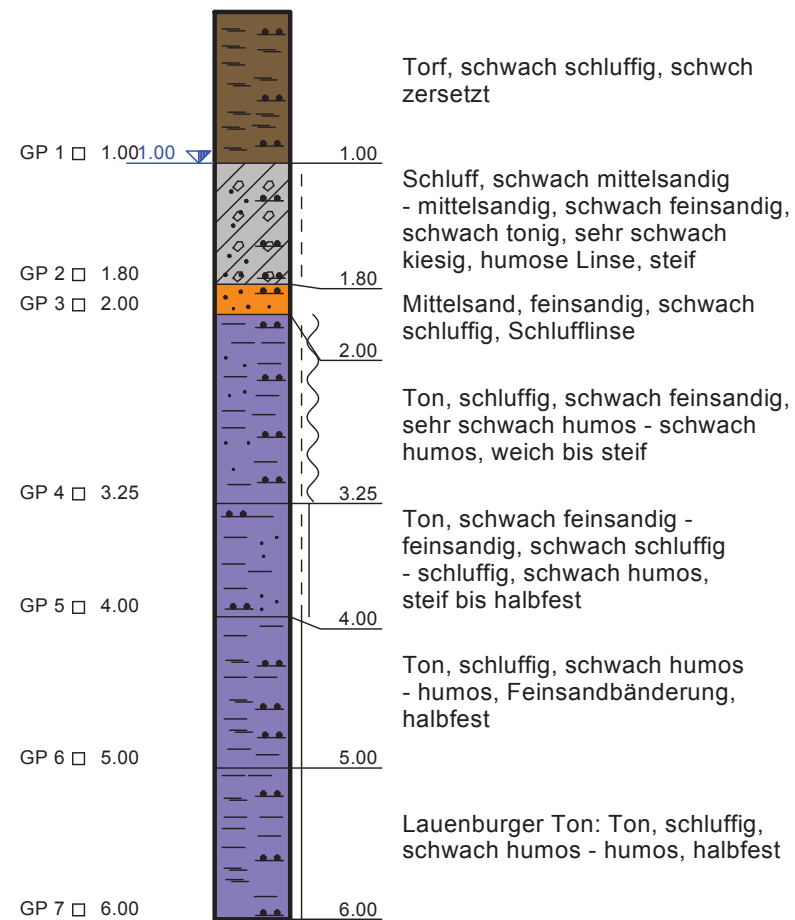 Torf, schwach schluffig, schwch
zersetzt
GP 1 1.00 1.00 1.00
Schluff, schwach mittelsandig
- mittelsandig, schwach feinsandig,
schwach tonig, sehr schwach
kiesig, humose Linse, steif
GP 2 1.80 1.80
GP 3 2.00 2.00
Mittelsand, feinsandig, schwach
schluffig, Schlufflinse
Ton, schluffig, schwach feinsandig,
sehr schwach humos - schwach
humos, weich bis steif
GP 4 3.25 3.25
Ton, schwach feinsandig -
feinsandig, schwach schluffig
- schluffig, schwach humos,
steif bis halbfest
GP 5 4.00 4.00
Ton, schluffig, schwach humos
- humos, Feinsandbänderung,
halbfest
GP 6 5.00 5.00
Lauenburger Ton: Ton, schluffig,
schwach humos - humos, halbfest
GP 7 6.00 6.00